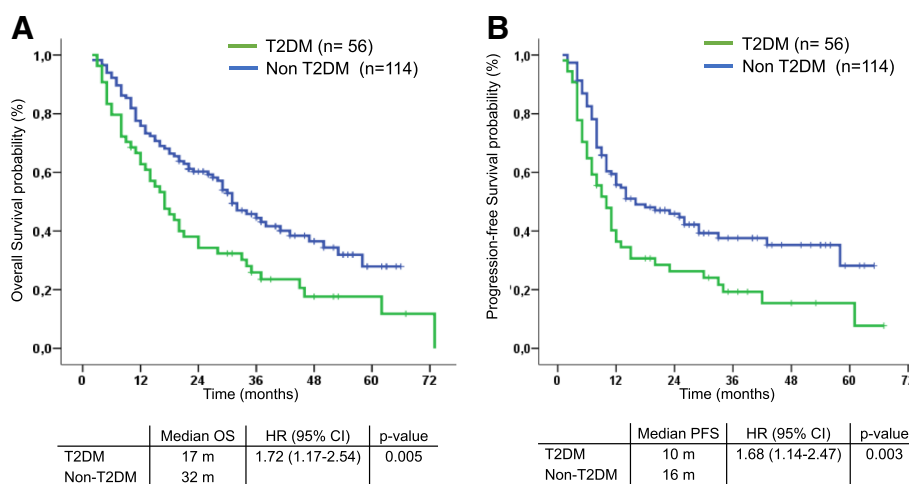 A
T2DM (n= 56)
Non T2DM (n=114)
Overall Survival probability (%)
1,0
0,8
0,6
0,4
0,2
0,0
0 12 24 36 48 60 72
Time (months)
Median OS HR (95% CI) p-value
T2DM 17 m 1.72 (1.17-2.54) 0.005
Non-T2DM 32 m
B
T2DM (n= 56)
Non T2DM (n=114)
Progression-free Survival probability (%)
1,0
0,8
0,6
0,4
0,2
0,0
0 12 24 36 48 60 72
Time (months)
Median PFS HR (95% CI) p-value
T2DM 10 m 1.68 (1.14-2.47) 0.003
Non-T2DM 16 m